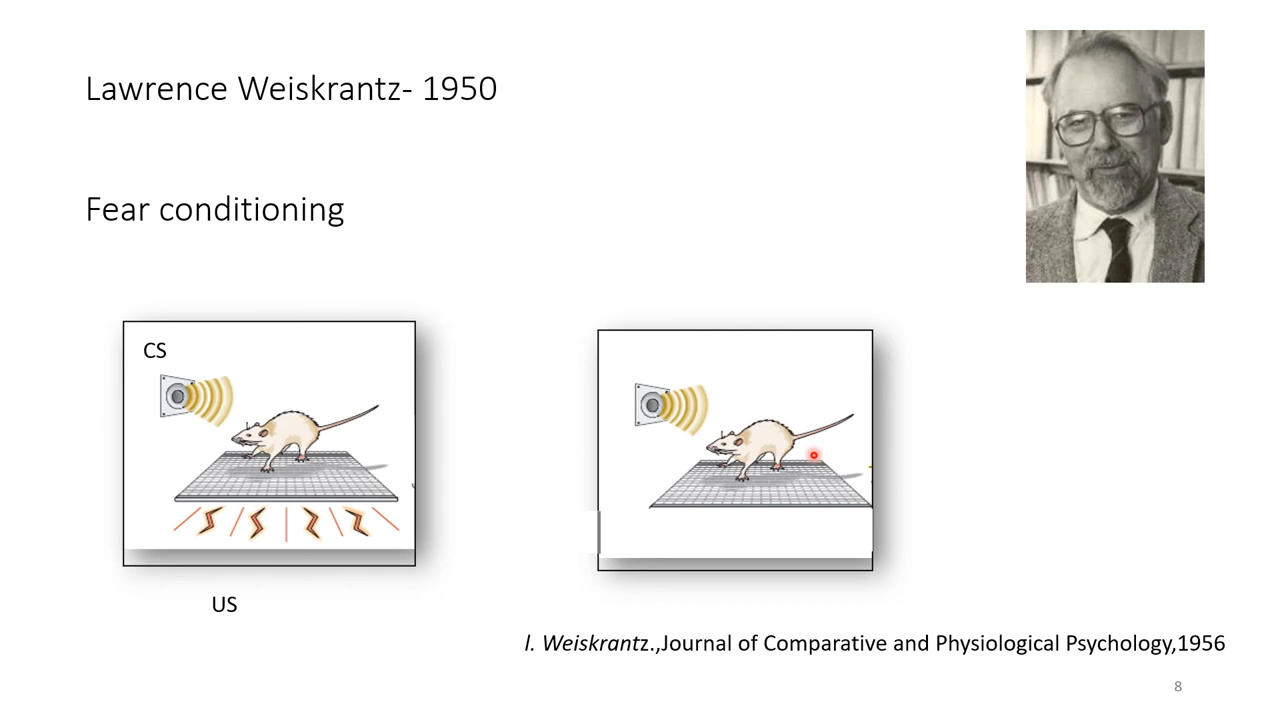 Lawrence Weiskrantz- 1950
Fear conditioning
CS
US
l. Weiskrantz.,Journal of Comparative and Physiological Psychology,1956
8